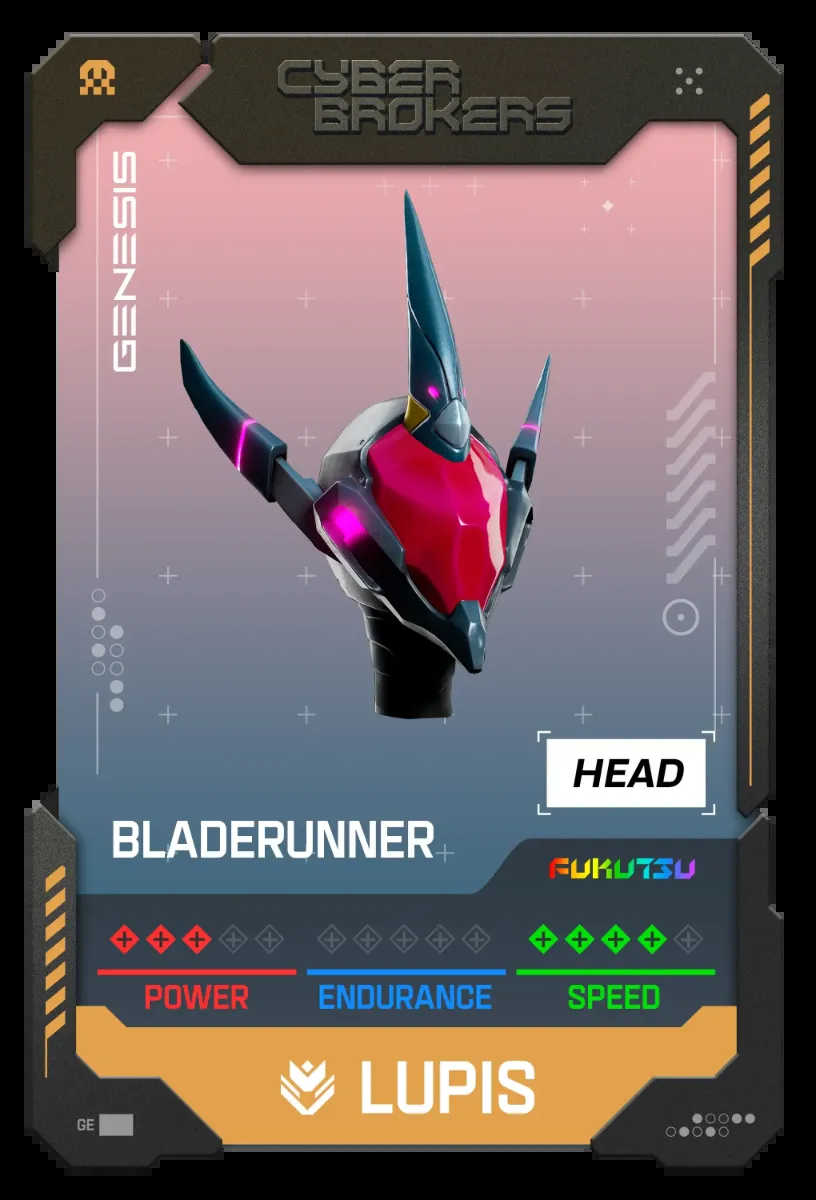 CYBER
BROKERS
GENESIS
HEAD
BLADERUNNER
FUKUTSU
POWER
ENDURANCE
SPEED
LUPIS
GE